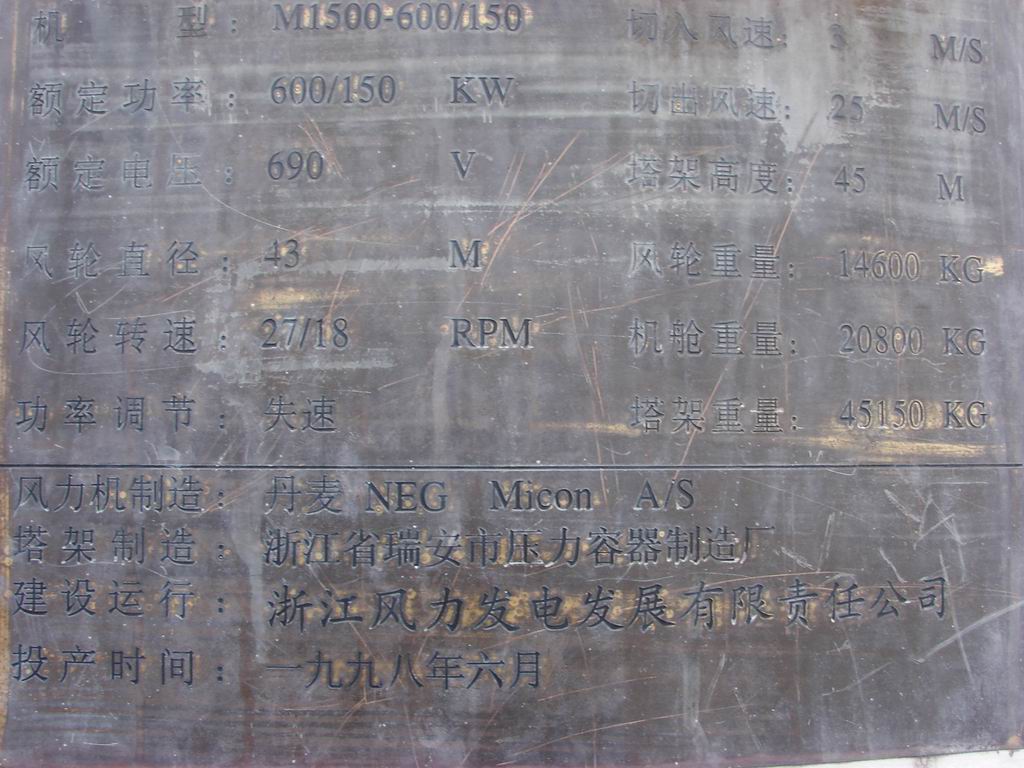 机型：M1500-600/150 切入风速：3 M/S
额定功率：600/150 KW 切出风速：25 M/S
额定电压：690 V 塔架高度：45 M
风轮直径：43 M 风轮重量：14600 KG
风轮转速：27/18 RPM 机舱重量：20800 KG
功率调节：失速 塔架重量：45150 KG
风力机制造：丹麦 NEG Micon A/S
塔架制造：浙江省瑞安市压力容器制造厂
建设运行：浙江风力发电发展有限责任公司
投产时间：一九九八年六月